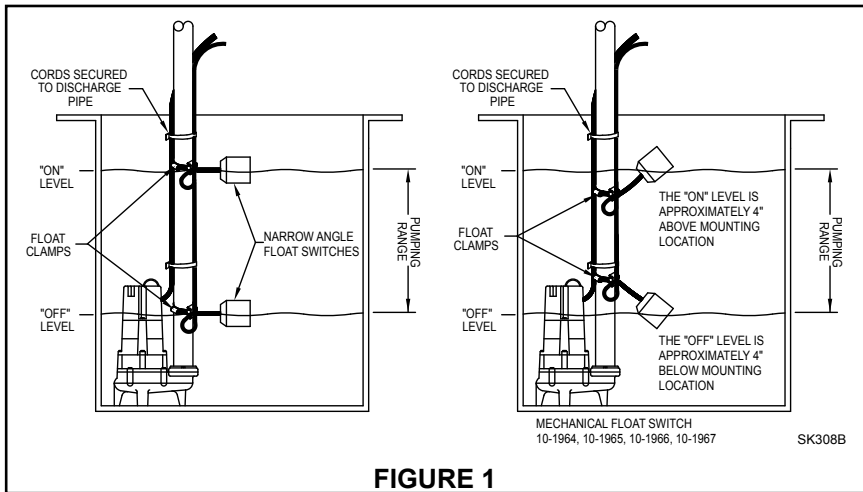 CORDS SECURED
TO DISCHARGE
PIPE
"ON"
LEVEL
FLOAT
CLAMPS
NARROW ANGLE
FLOAT SWITCHES
PUMPING
RANGE
"OFF"
LEVEL
CORDS SECURED
TO DISCHARGE
PIPE
"ON"
LEVEL
THE "ON" LEVEL IS
APPROXIMATELY 4"
ABOVE MOUNTING
LOCATION
FLOAT
CLAMPS
PUMPING
RANGE
"OFF"
LEVEL
THE "OFF" LEVEL IS
APPROXIMATELY 4"
BELOW MOUNTING
LOCATION
MECHANICAL FLOAT SWITCH
10-1964, 10-1965, 10-1966, 10-1967
SK308B
FIGURE 1